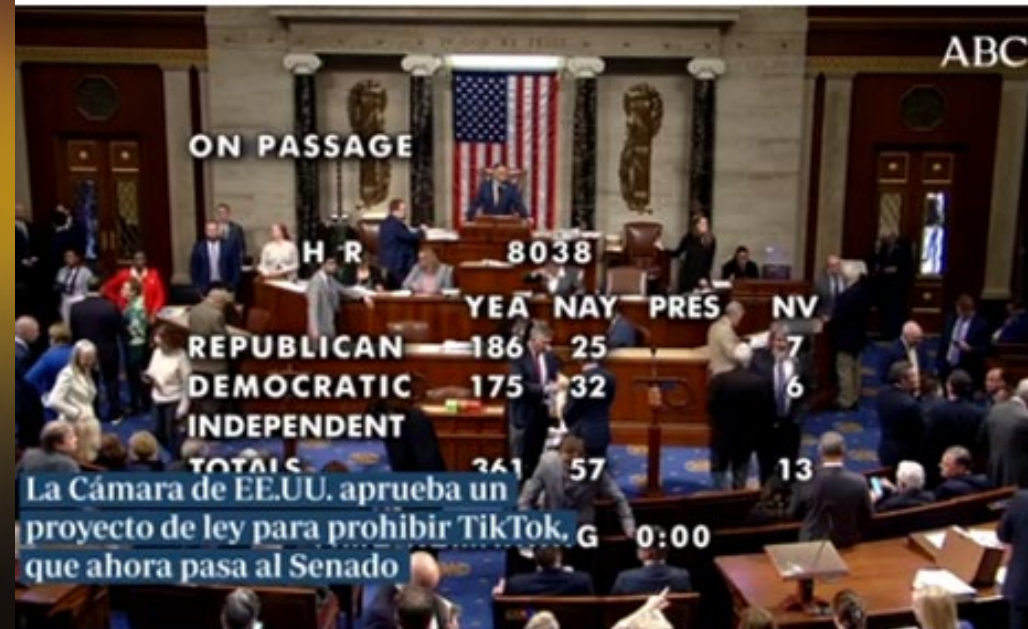 ABC
ON PASSAGE
H R 8038
YEA NAY PRES NV
REPUBLICAN 186 25 7
DEMOCRATIC 175 32 6
INDEPENDENT
TOTALS 361 57 13
La Cámara de EE.UU. aprueba un
proyecto de ley para prohibir TikTok,
que ahora pasa al Senado
G 0:00